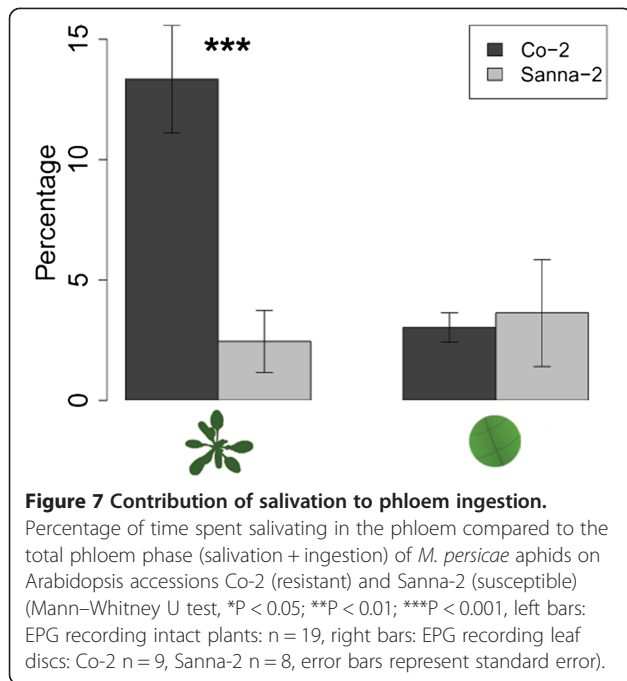 15
10
5
0
Percentage
***
Co-2
Sanna-2
Figure 7 Contribution of salivation to phloem ingestion.
Percentage of time spent salivating in the phloem compared to the
total phloem phase (salivation + ingestion) of M. persicae aphids on
Arabidopsis accessions Co-2 (resistant) and Sanna-2 (susceptible)
(Mann–Whitney U test, *P < 0.05; **P < 0.01; ***P < 0.001, left bars:
EPG recording intact plants: n = 19, right bars: EPG recording leaf
discs: Co-2 n = 9, Sanna-2 n = 8, error bars represent standard error).